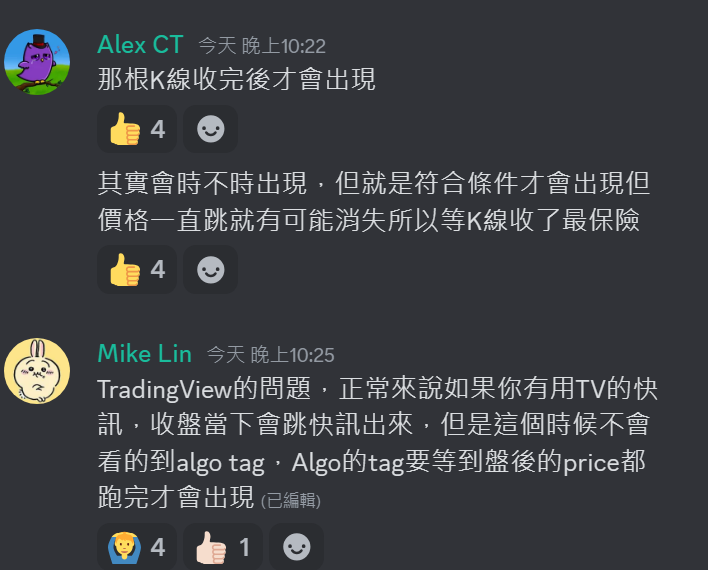 Alex CT 今天 晚上10:22
那根K線收完後才會出現
4
其實會時不時出現，但就是符合條件才會出現但
價格一直跳就有可能消失所以等K線收了最保險
4
Mike Lin 今天 晚上10:25
TradingView的問題，正常來說如果你有用TV的快
訊，收盤當下會跳快訊出來，但是這個時候不會
看的到algo tag，Algo的tag要等到盤後的price都
跑完才會出現 (已編輯)
4 1